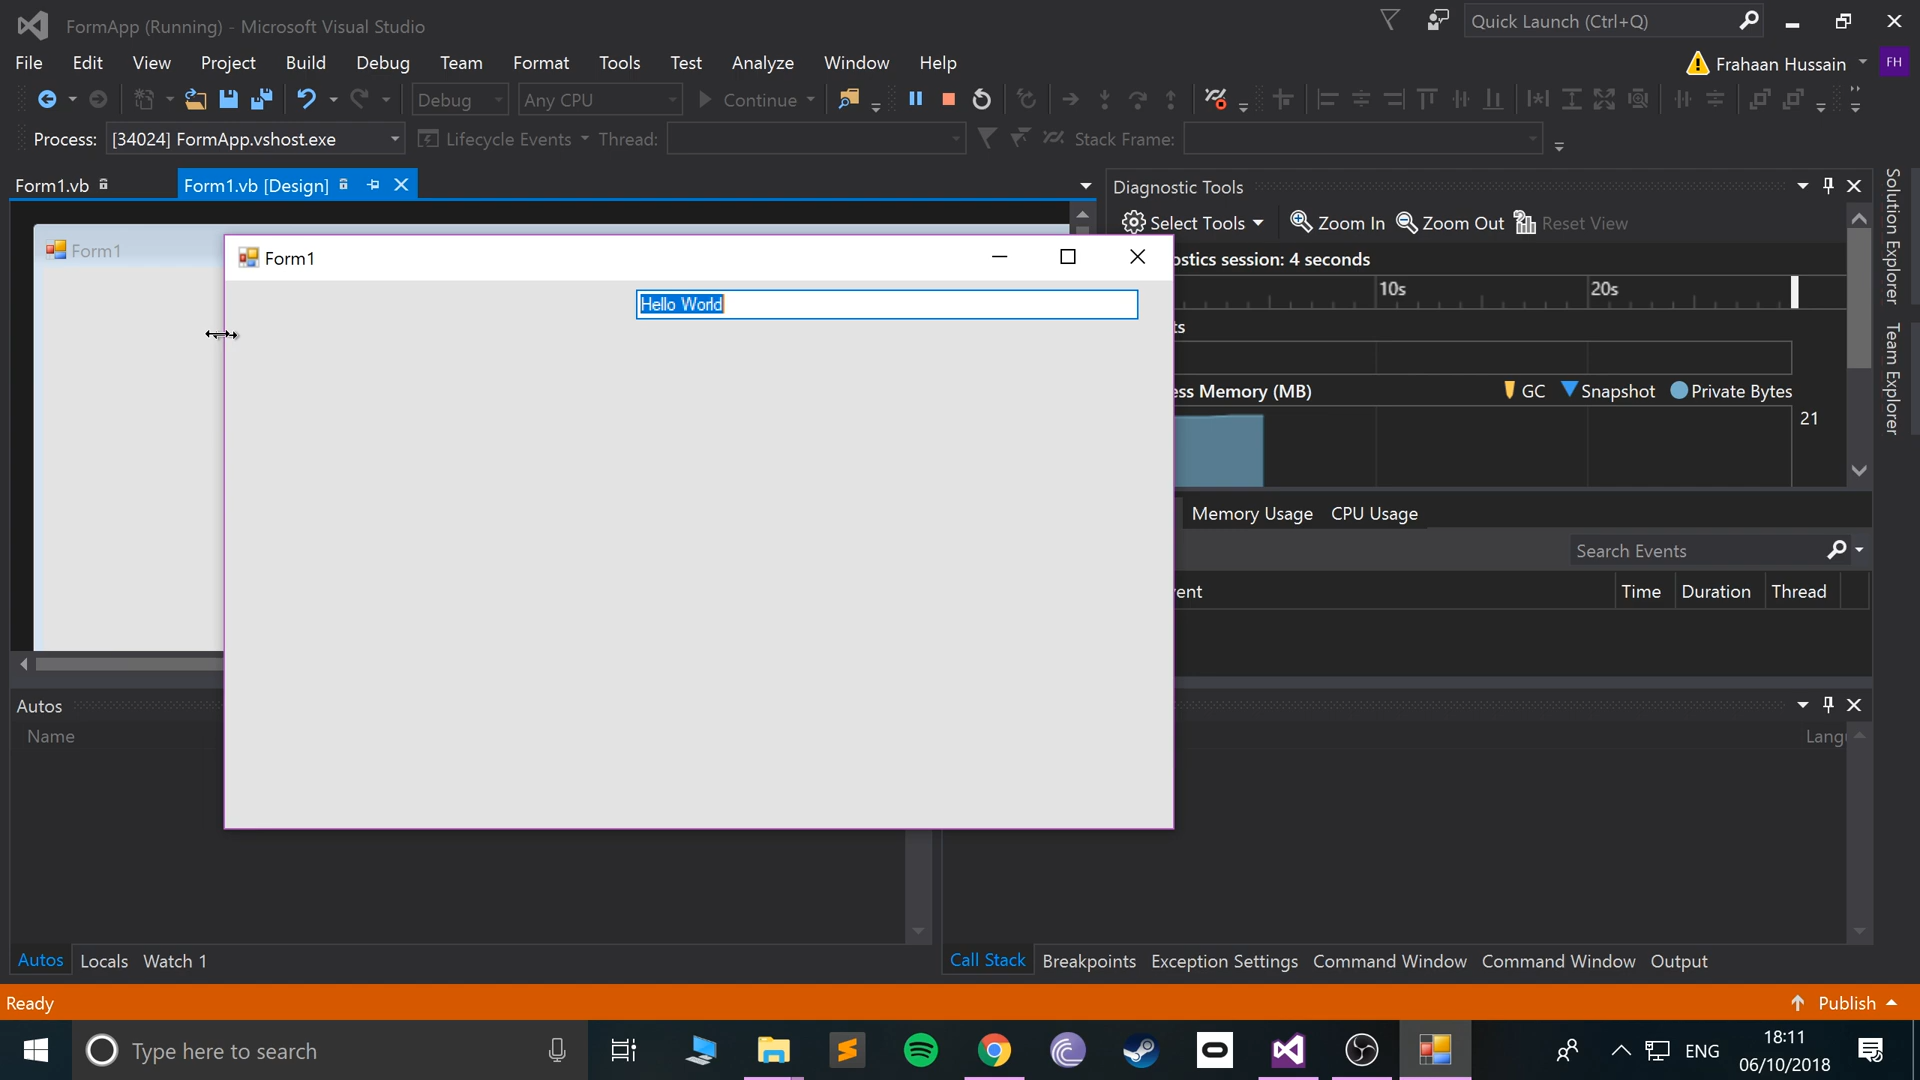 FormApp (Running) - Microsoft Visual Studio
Quick Launch (Ctrl+Q)
File Edit View Project Build Debug Team Format Tools Test Analyze Window Help
Frahaan Hussain FH
Debug Any CPU Continue
Process: [34024] FormApp.vshost.exe Lifecycle Events Thread: Stack Frame:
Form1.vb Form1.vb [Design]
Diagnostic Tools
Select Tools Zoom In Zoom Out Reset View
Form1
Form1
Hello World
ostics session: 4 seconds
10s 20s
ts
ess Memory (MB) GC Snapshot Private Bytes
21
Memory Usage CPU Usage
Search Events
ent Time Duration Thread
Solution Explorer
Team Explorer
Autos
Name
Lang
Autos Locals Watch 1
Call Stack Breakpoints Exception Settings Command Window Command Window Output
Ready
Publish
Type here to search
ENG
18:11
06/10/2018